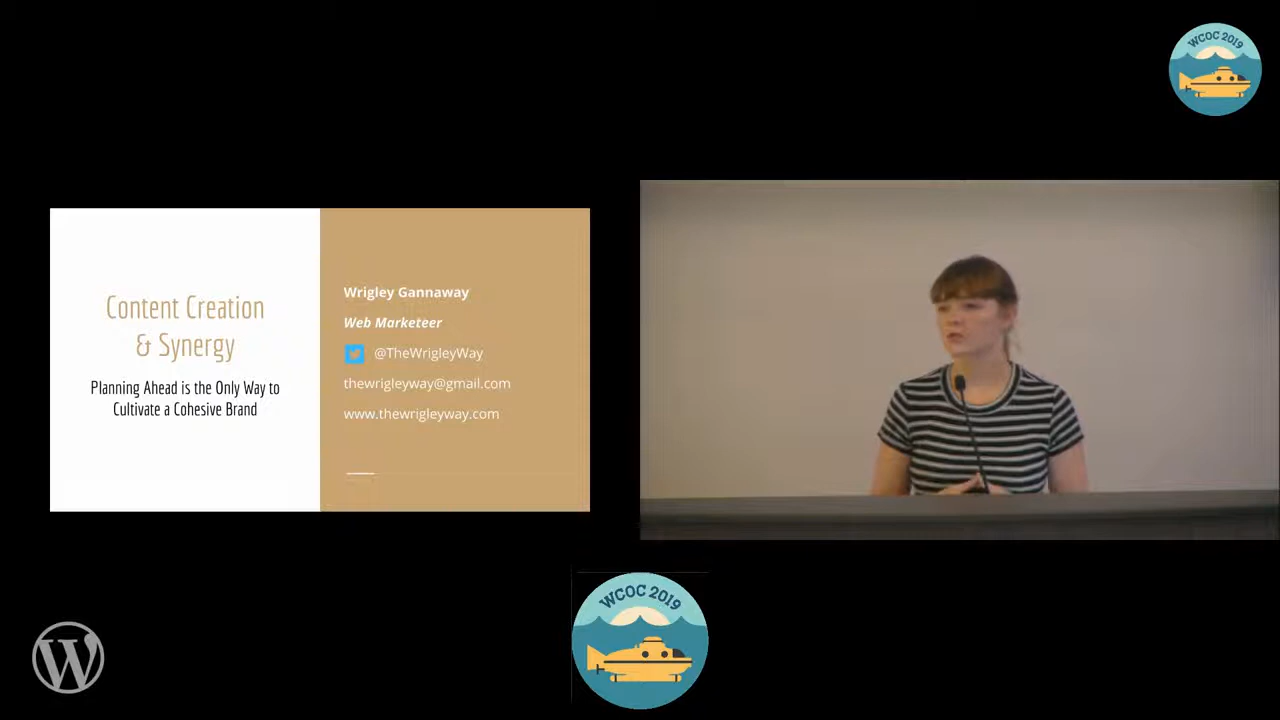 WCOC 2019
Content Creation
& Synergy
Planning Ahead is the Only Way to
Cultivate a Cohesive Brand
Wrigley Gannaway
Web Marketeer
@TheWrigleyWay
thewrigleyway@gmail.com
www.thewrigleyway.com
WCOC 2019
W